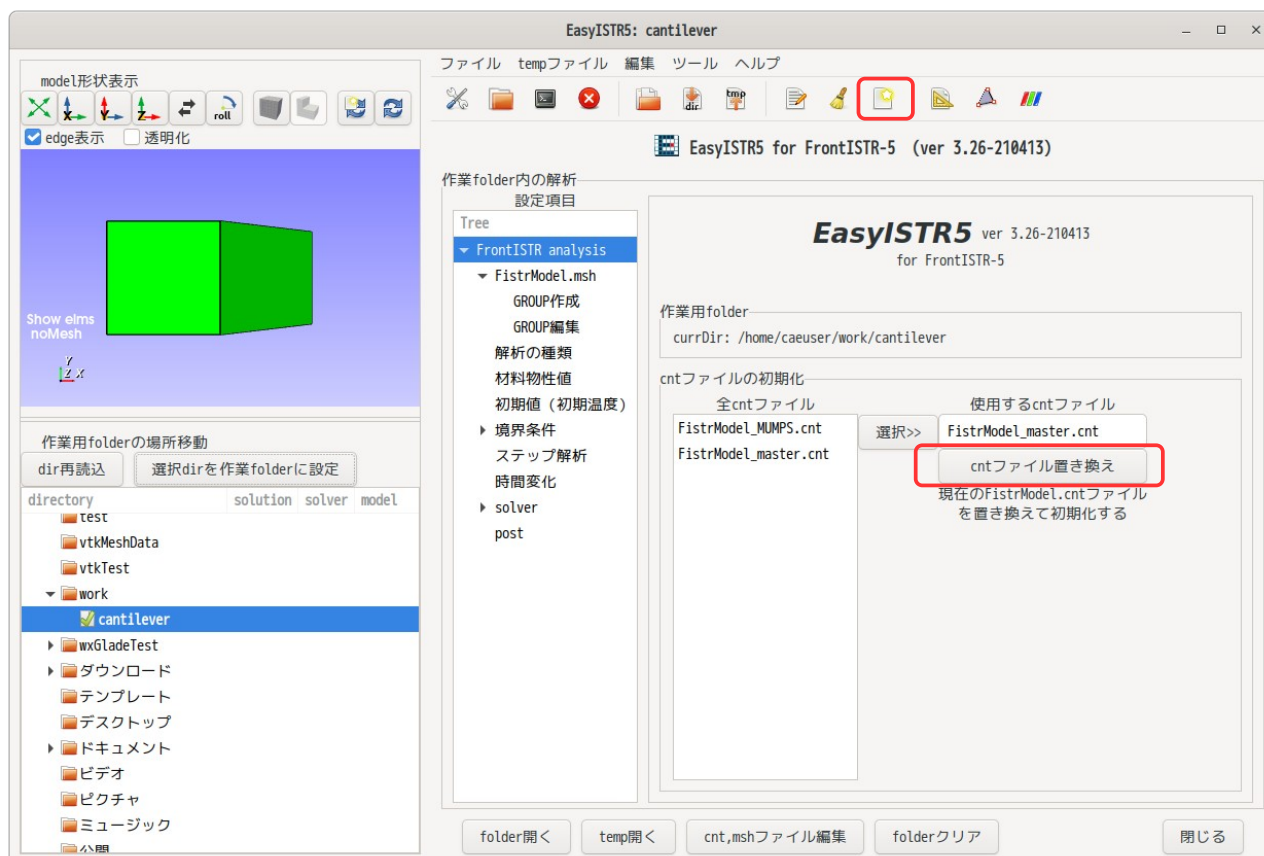 EasyISTR5: cantilever
model形状表示
roll
edge表示 透明化
Show elms
noMesh
Y
Z X
作業用folderの場所移動
dir再読込 選択dirを作業folderに設定
directory solution solver model
test
vtkMeshData
vtkTest
work
cantilever
wxGladeTest
ダウンロード
テンプレート
デスクトップ
ドキュメント
ビデオ
ピクチャ
ミュージック
公開
ファイル tempファイル 編集 ツール ヘルプ
dir tmp
EasyISTR5 for FrontISTR-5 (ver 3.26-210413)
作業folder内の解析
設定項目
Tree
FrontISTR analysis
FistrModel.msh
GROUP作成
GROUP編集
解析の種類
材料物性値
初期値（初期温度）
境界条件
ステップ解析
時間変化
solver
post
EasyISTR5 ver 3.26-210413
for FrontISTR-5
作業用folder
currDir: /home/caeuser/work/cantilever
cntファイルの初期化
全cntファイル 使用するcntファイル
FistrModel_MUMPS.cnt 選択>> FistrModel_master.cnt
FistrModel_master.cnt cntファイル置き換え
現在のFistrModel.cntファイル
を置き換えて初期化する
folder開く temp開く cnt,mshファイル編集 folderクリア 閉じる